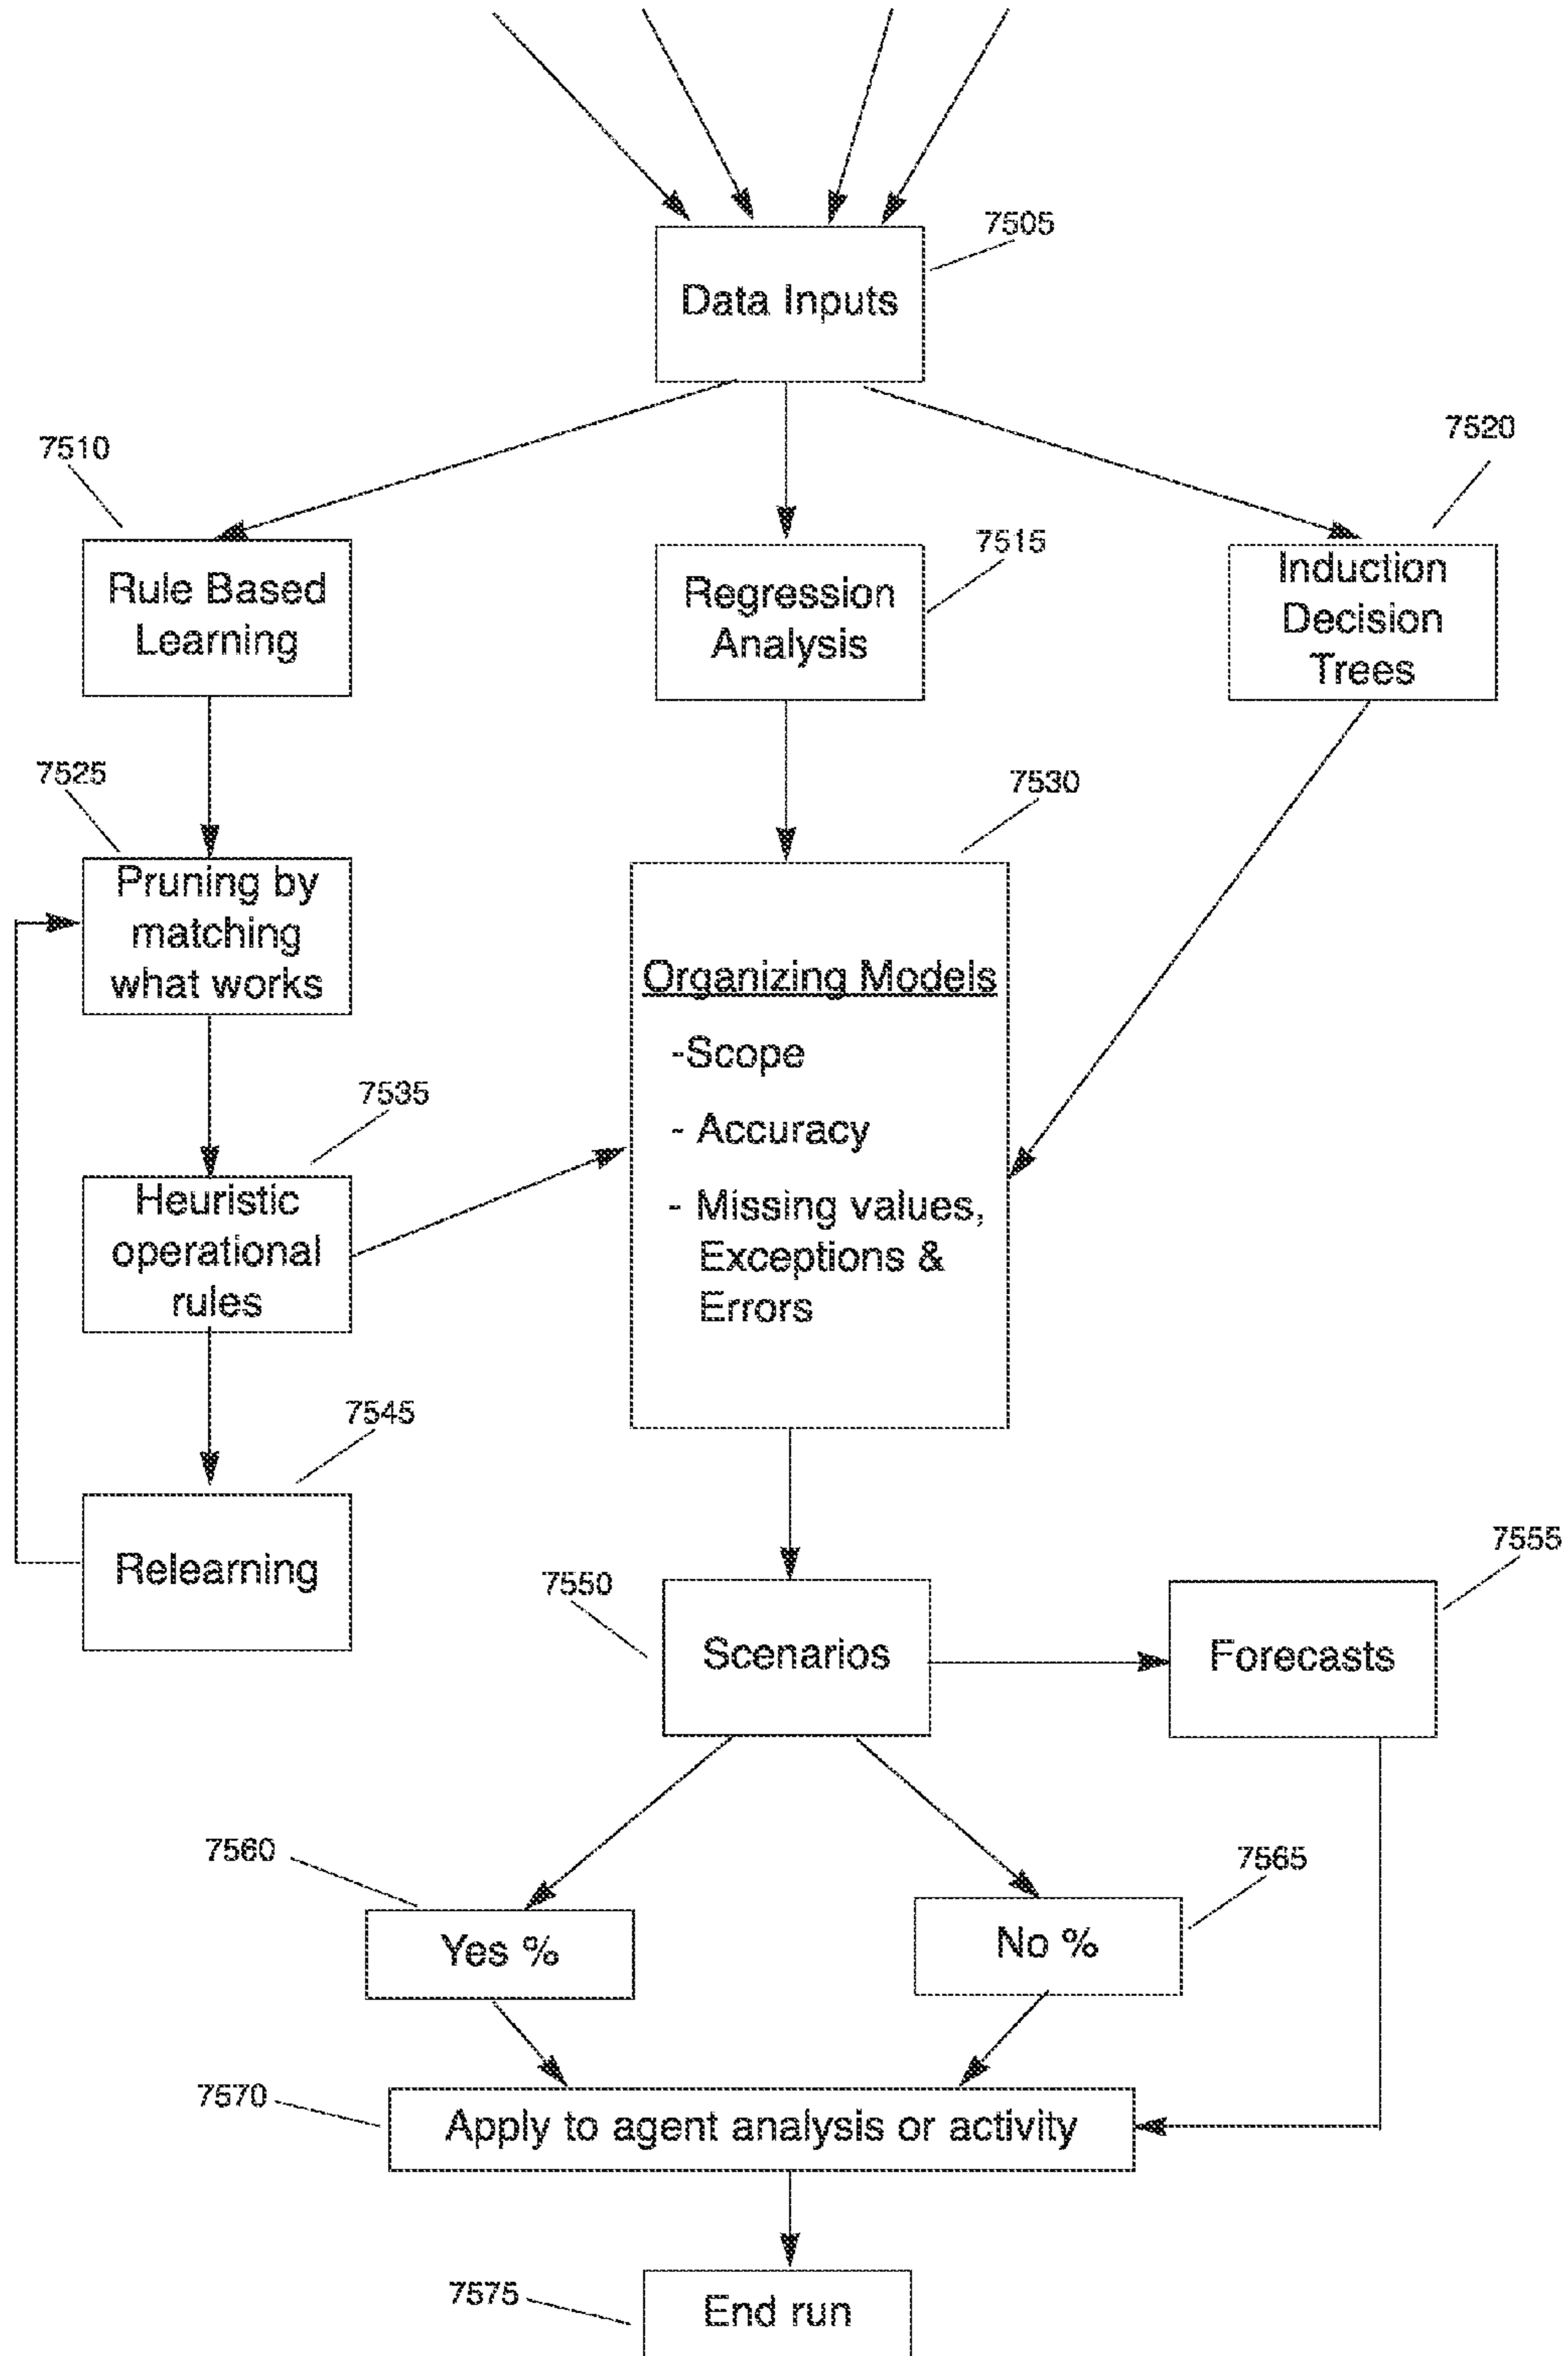 7505
Data Inputs
7510
7520
Rule Based
Learning
7515
Regression
Analysis
Induction
Decision
Trees
7525
7530
Pruning by
matching
what works
Organizing Models
-Scope
- Accuracy
- Missing values,
Exceptions &
Errors
7535
Heuristic
operational
rules
7545
Relearning
7550
Scenarios
7555
Forecasts
7560
Yes %
7565
No %
7570
Apply to agent analysis or activity
7575
End run